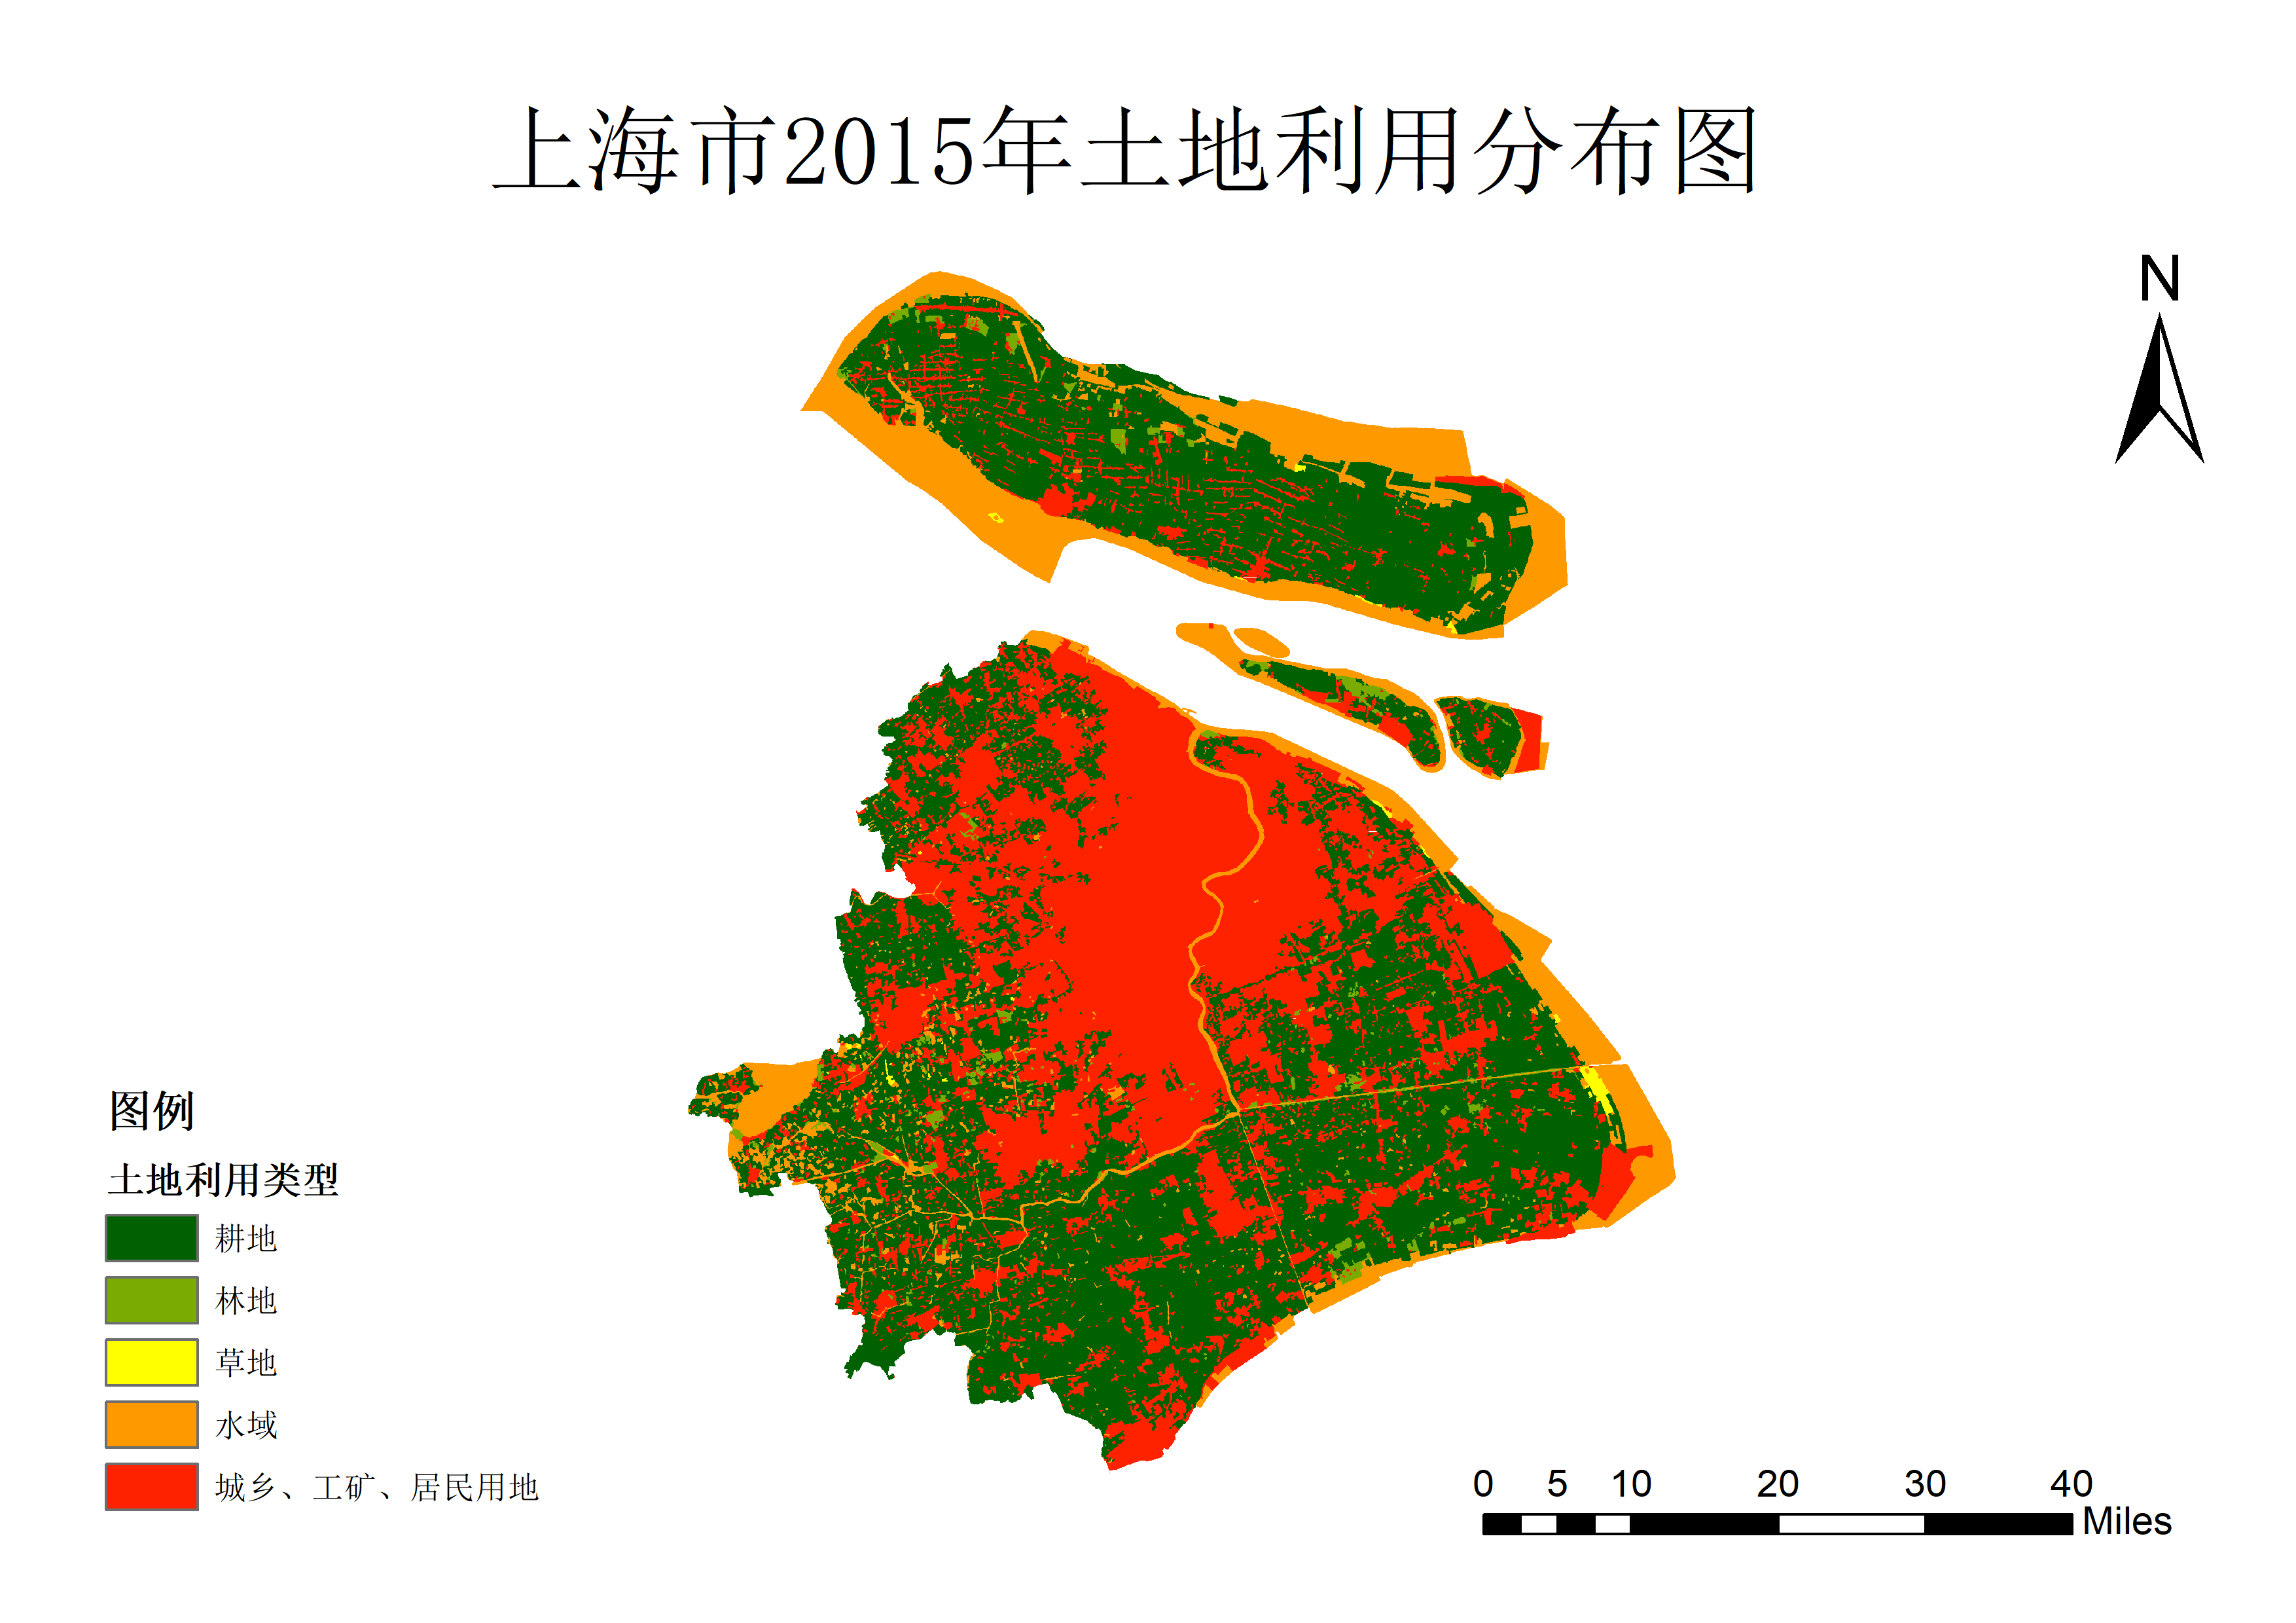 上海市2015年土地利用分布图
N
图例
土地利用类型
耕地
林地
草地
水域
城乡、工矿、居民用地
0 5 10 20 30 40
Miles